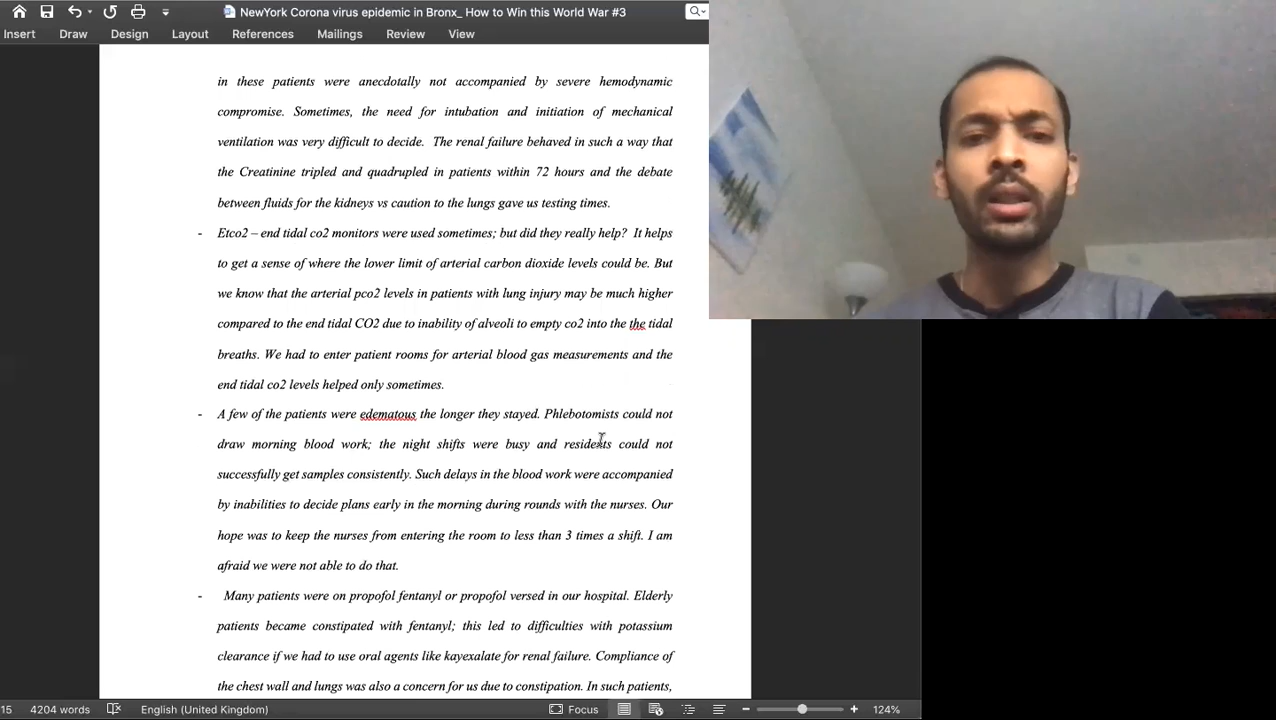 NewYork Corona virus epidemic in Bronx_ How to Win this World War #3
Insert Draw Design Layout References Mailings Review View
in these patients were anecdotally not accompanied by severe hemodynamic
compromise. Sometimes, the need for intubation and initiation of mechanical
ventilation was very difficult to decide. The renal failure behaved in such a way that
the Creatinine tripled and quadrupled in patients within 72 hours and the debate
between fluids for the kidneys vs caution to the lungs gave us testing times.
- Etco2 – end tidal co2 monitors were used sometimes; but did they really help? It helps
to get a sense of where the lower limit of arterial carbon dioxide levels could be. But
we know that the arterial pco2 levels in patients with lung injury may be much higher
compared to the end tidal CO2 due to inability of alveoli to empty co2 into the the tidal
breaths. We had to enter patient rooms for arterial blood gas measurements and the
end tidal co2 levels helped only sometimes.
- A few of the patients were edematous the longer they stayed. Phlebotomists could not
draw morning blood work; the night shifts were busy and residents could not
successfully get samples consistently. Such delays in the blood work were accompanied
by inabilities to decide plans early in the morning during rounds with the nurses. Our
hope was to keep the nurses from entering the room to less than 3 times a shift. I am
afraid we were not able to do that.
- Many patients were on propofol fentanyl or propofol versed in our hospital. Elderly
patients became constipated with fentanyl; this led to difficulties with potassium
clearance if we had to use oral agents like kayexalate for renal failure. Compliance of
the chest wall and lungs was also a concern for us due to constipation. In such patients,
15 4204 words English (United Kingdom) Focus 124%